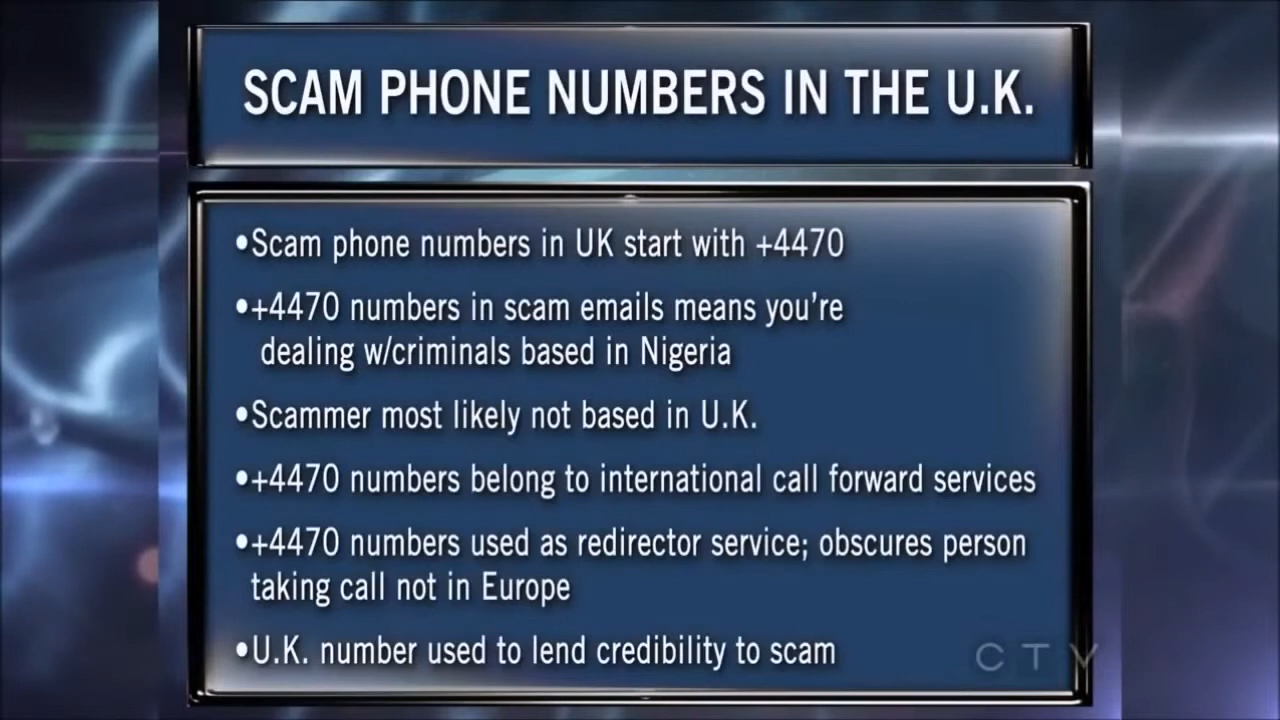 SCAM PHONE NUMBERS IN THE U.K.
•Scam phone numbers in UK start with +4470
•+4470 numbers in scam emails means you're
dealing w/criminals based in Nigeria
•Scammer most likely not based in U.K.
•+4470 numbers belong to international call forward services
•+4470 numbers used as redirector service; obscures person
taking call not in Europe
•U.K. number used to lend credibility to scam
CTV